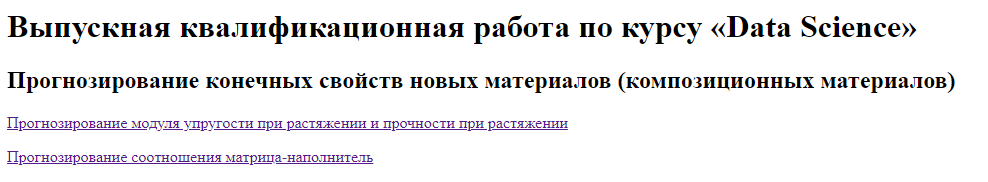 Выпускная квалификационная работа по курсу «Data Science»
Прогнозирование конечных свойств новых материалов (композиционных материалов)
Прогнозирование модуля упругости при растяжении и прочности при растяжении
Прогнозирование соотношения матрица-наполнитель